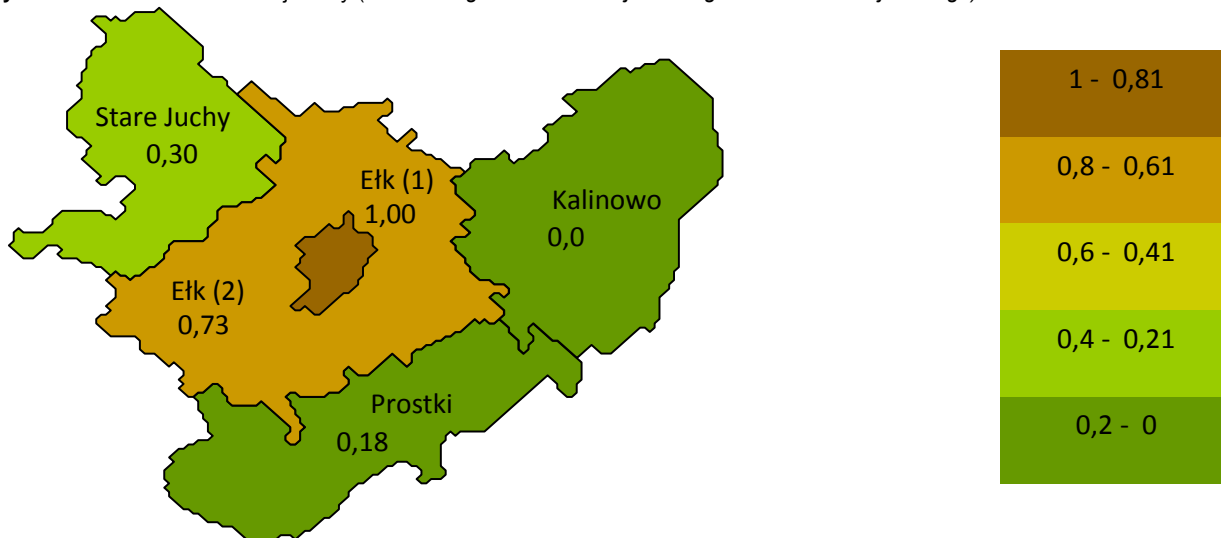 Stare Juchy
0,30
Ełk (1)
1,00
Kalinowo
0,0
Ełk (2)
0,73
Prostki
0,18
1 - 0,81
0,8 - 0,61
0,6 - 0,41
0,4 - 0,21
0,2 - 0